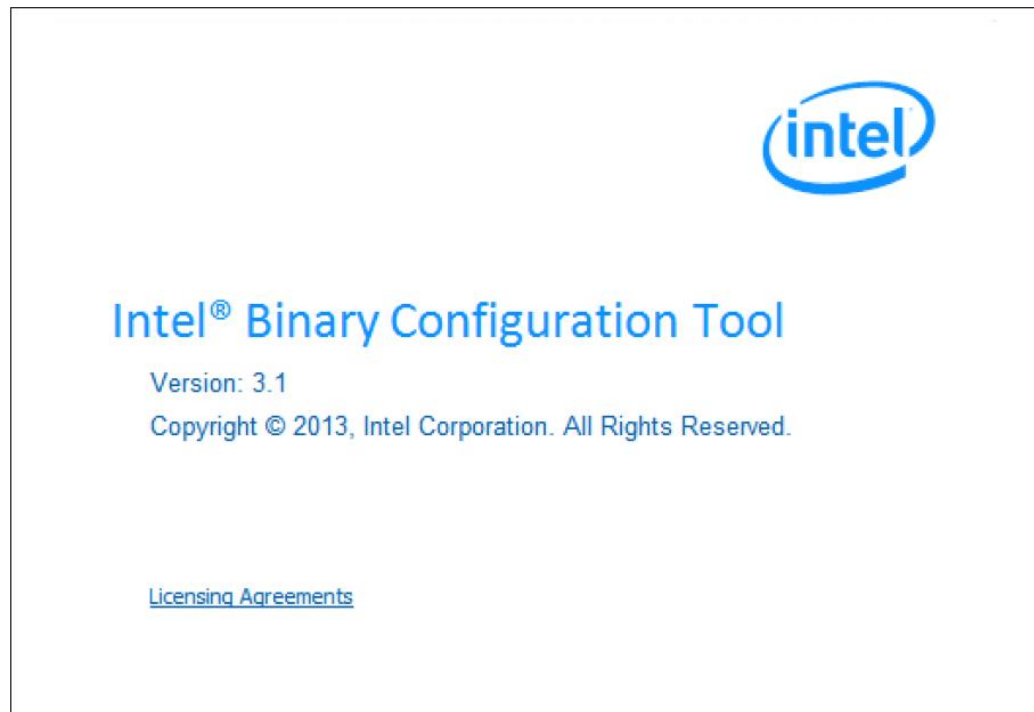 intel
Intel® Binary Configuration Tool
Version: 3.1
Copyright © 2013, Intel Corporation. All Rights Reserved.
Licensing Agreements